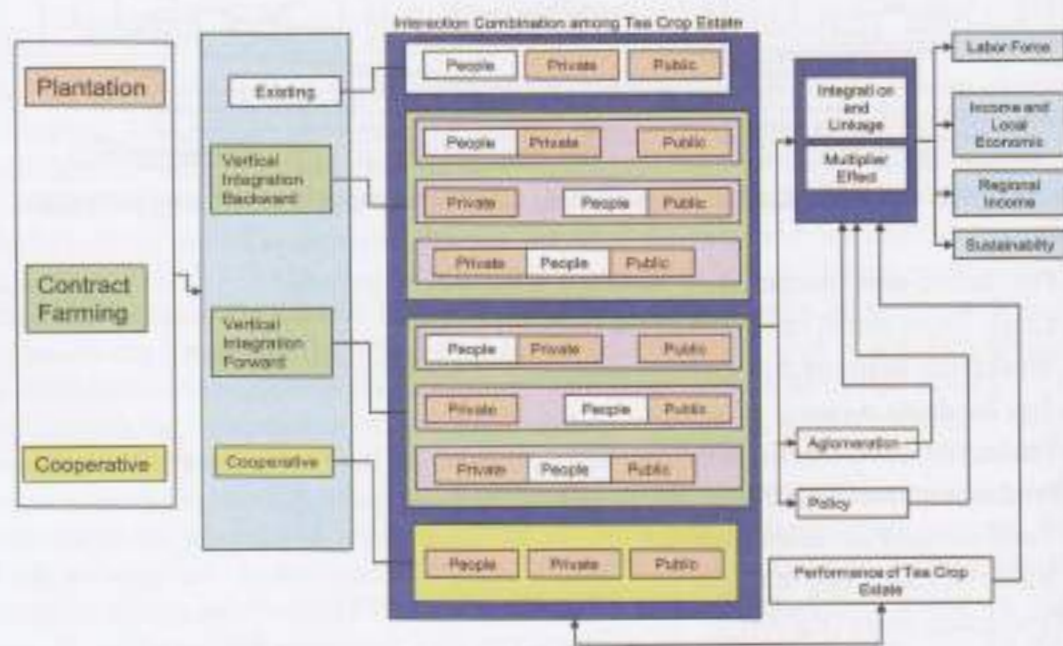 Interection Combination among Tea Crop Estate
Plantation
Contract
Farming
Cooperative
Existing
Vertical
Integration
Backward
Vertical
Integration
Forward
Cooperative
People Private Public
People Private Public
Private People Public
Private People Public
People Private Public
Private People Public
Private People Public
People Private Public
Integration
and
Linkage
Multiplier
Effect
Aglomeration
Policy
Performance of Tea Crop
Estate
Labor Force
Income and
Local
Economic
Regional
Income
Sustainability